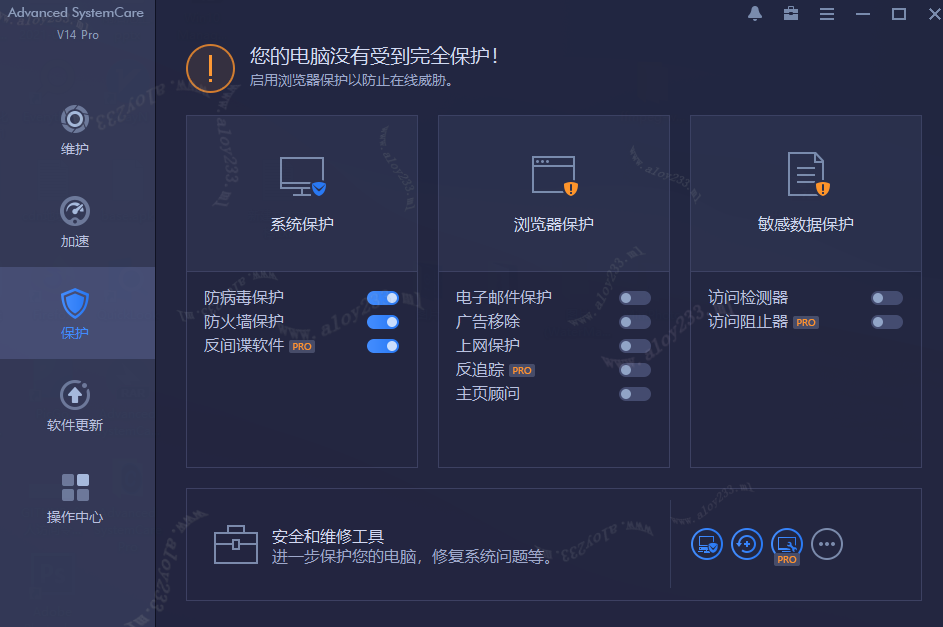 Advanced SystemCare
V14 Pro
您的电脑没有受到完全保护！
启用浏览器保护以防止在线威胁。
维护
加速
保护
软件更新
操作中心
系统保护
防病毒保护
防火墙保护
反间谍软件 PRO
浏览器保护
电子邮件保护
广告移除
上网保护
反追踪 PRO
主页顾问
敏感数据保护
访问检测器
访问阻止器 PRO
安全和维修工具
进一步保护您的电脑，修复系统问题等。
PRO
www.aloy233.ml